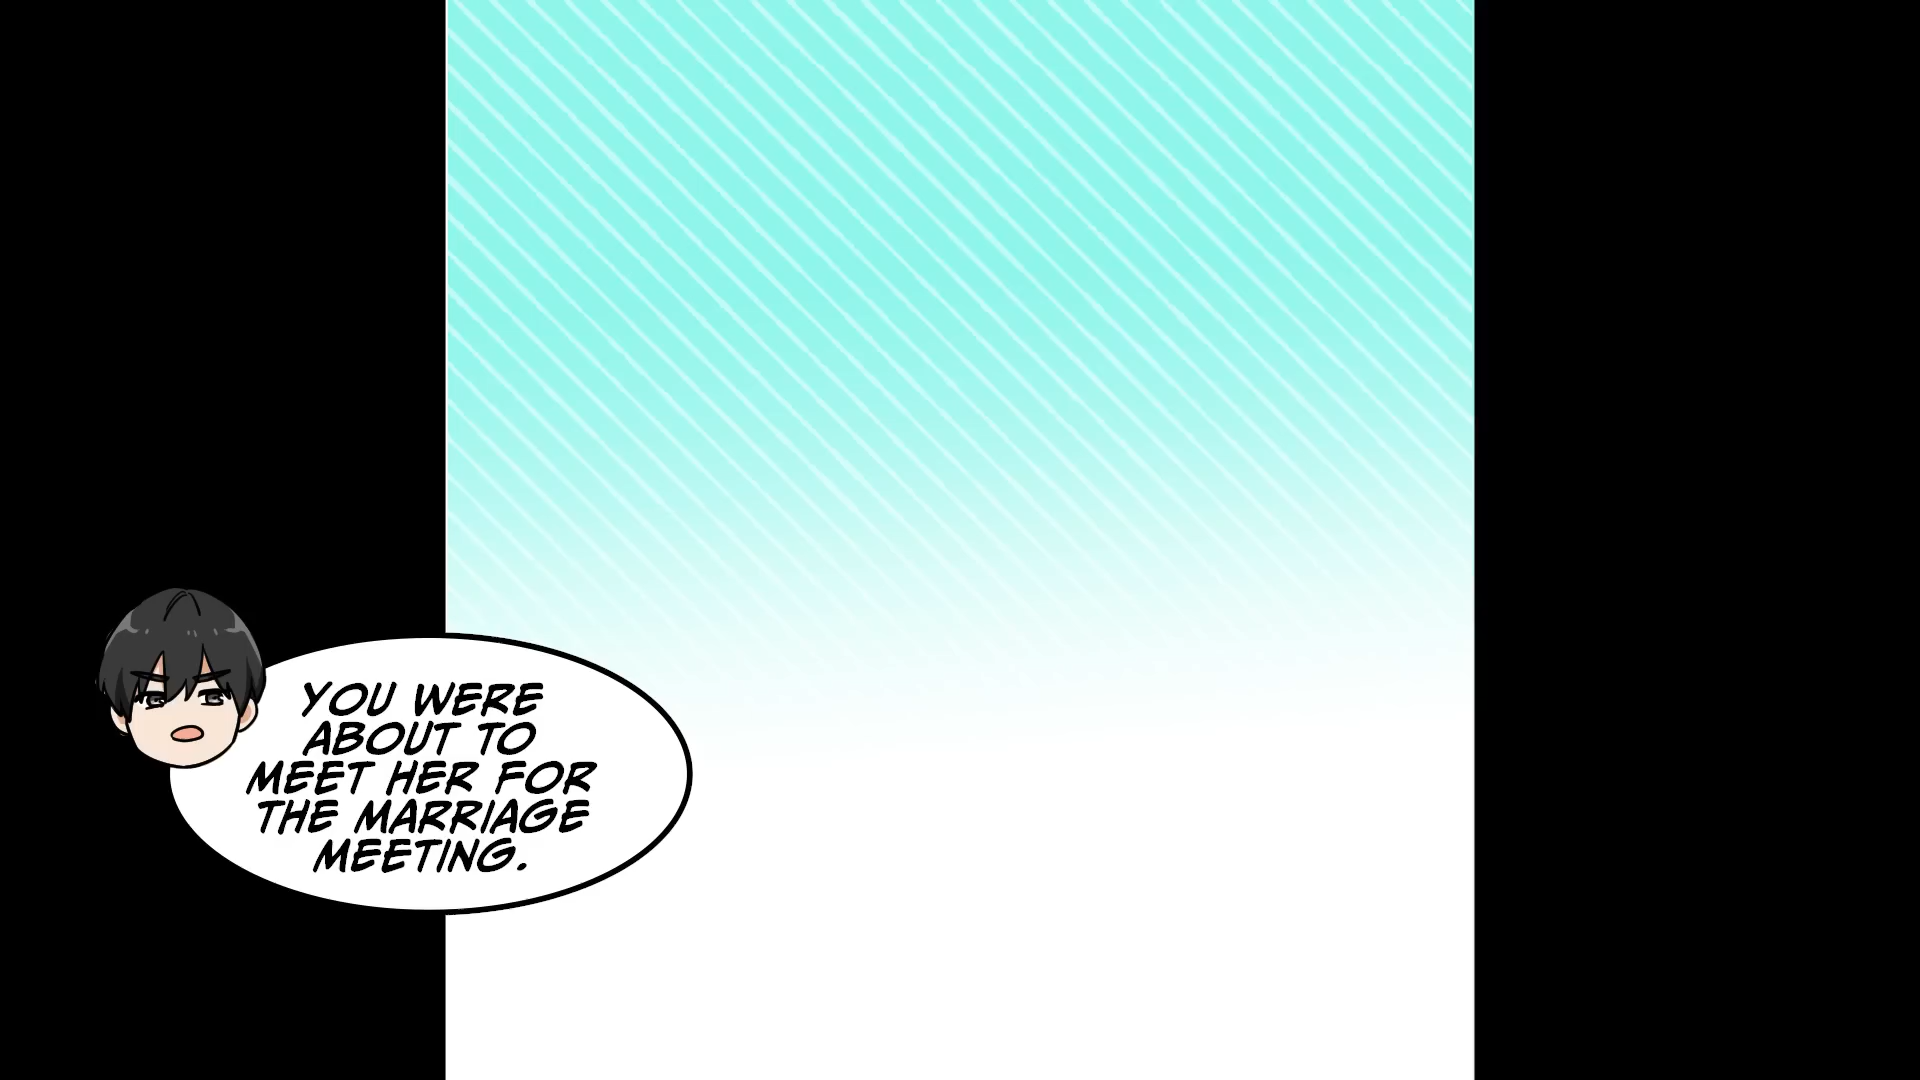 YOU WERE
ABOUT TO
MEET HER FOR
THE MARRIAGE
MEETING.